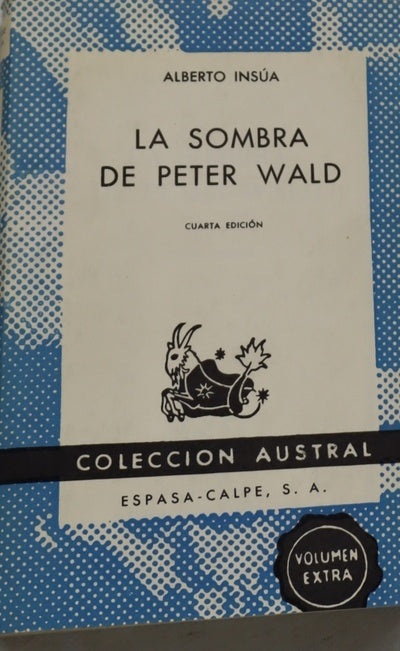 ALBERTO INSÚA
LA SOMBRA
DE PETER WALD
CUARTA EDICIÓN
COLECCION AUSTRAL
ESPASA-CALPE, S. A.
VOLUMEN
EXTRA